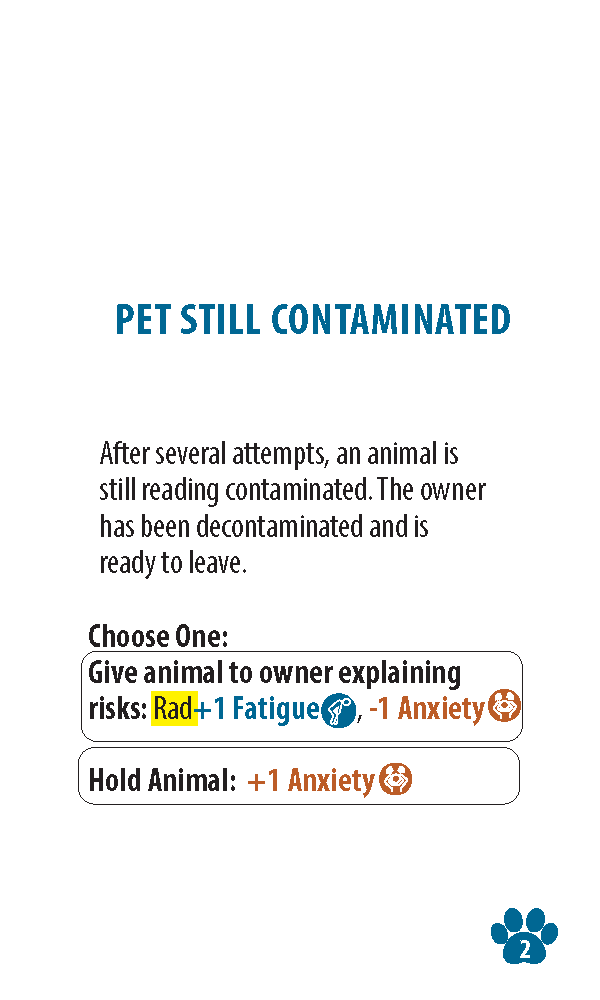 PET STILL CONTAMINATED
After several attempts, an animal is
still reading contaminated. The owner
has been decontaminated and is
ready to leave.
Choose One:
Give animal to owner explaining
risks: Rad+1 Fatigue, -1 Anxiety
Hold Animal: +1 Anxiety
2